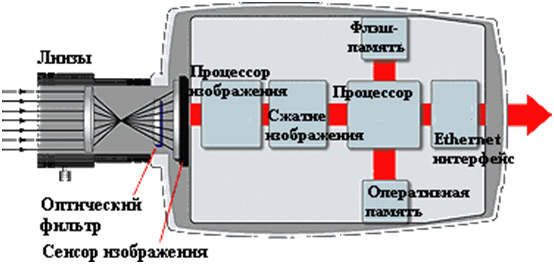 Линзы
Флэш-
память
Процессор
изображения
Сжатие
изображения
Процессор
Ethernet
интерфейс
Оперативная
память
Оптический
фильтр
Сенсор изображения